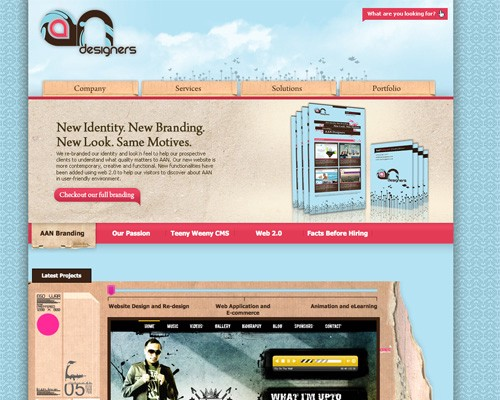 What are you looking for?
aan
designers
Company
Services
Solutions
Portfolio
New Identity. New Branding.
New Look. Same Motives.
We re-branded our identity and look n feel to help our prospective
clients to understand what quality matters to AAN. Our new website is
more contemporary, creative and functional. New functionalities have
been added using web 2.0 to help our visitors to discover about AAN
in user-friendly environment.
Checkout our full branding
AAN Branding
Our Passion
Teeny Weeny CMS
Web 2.0
Facts Before Hiring
Latest Projects
Website Design and Re-design
Web Application and
E-commerce
Animation and eLearning
HOME
MUSIC
VIDEOS
GALLERY
BIOGRAPHY
BLOG
SPONSORS
CONTACT
05
WHAT I'M UPTO